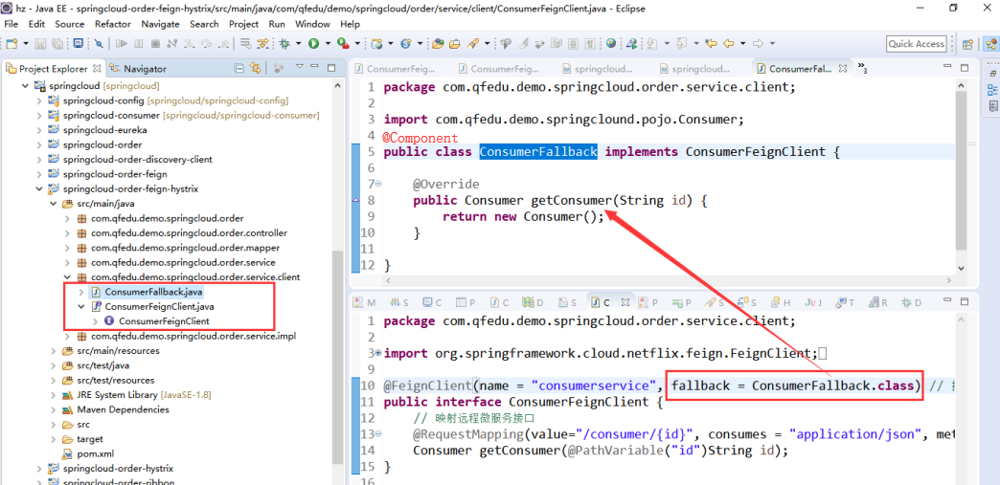 hz - Java EE - springcloud-order-feign-hystrix/src/main/java/com/qfedu/demo/springcloud/order/service/client/ConsumerFeignClient.java - Eclipse
File Edit Source Refactor Navigate Search Project Run Window Help
Quick Access
Project Explorer Navigator
springcloud [springcloud]
springcloud-config [springcloud/springcloud-config]
springcloud-consumer [springcloud/springcloud-consumer]
springcloud-eureka
springcloud-order
springcloud-order-discovery-client
springcloud-order-feign
springcloud-order-feign-hystrix
src/main/java
com.qfedu.demo.springcloud.order
com.qfedu.demo.springcloud.order.controller
com.qfedu.demo.springcloud.order.mapper
com.qfedu.demo.springcloud.order.service
com.qfedu.demo.springcloud.order.service.client
ConsumerFallback.java
ConsumerFeignClient.java
ConsumerFeignClient
com.qfedu.demo.springcloud.order.service.impl
src/main/resources
src/test/java
src/test/resources
JRE System Library [JavaSE-1.8]
Maven Dependencies
src
target
pom.xml
springcloud-order-hystrix
springcloud-order-ribbon
ConsumerFeig... ConsumerFeig... springcloud... springcloud... ConsumerFal... »3
1 package com.qfedu.demo.springcloud.order.service.client;
2
3 import com.qfedu.demo.springclound.pojo.Consumer;
4 @Component
5 public class ConsumerFallback implements ConsumerFeignClient {
6
7 @Override
8 public Consumer getConsumer(String id) {
9 return new Consumer();
10 }
11
12 }
M S C P C D S C P P S S H JUJ T R D
1 package com.qfedu.demo.springcloud.order.service.client;
2
3 import org.springframework.cloud.netflix.feign.FeignClient;
9
10 @FeignClient(name = "consumerservice", fallback = ConsumerFallback.class) //
11 public interface ConsumerFeignClient {
12 // 映射远程微服务接口
13 @RequestMapping(value="/consumer/{id}", consumes = "application/json", met
14 Consumer getConsumer(@PathVariable("id")String id);
15 }
16